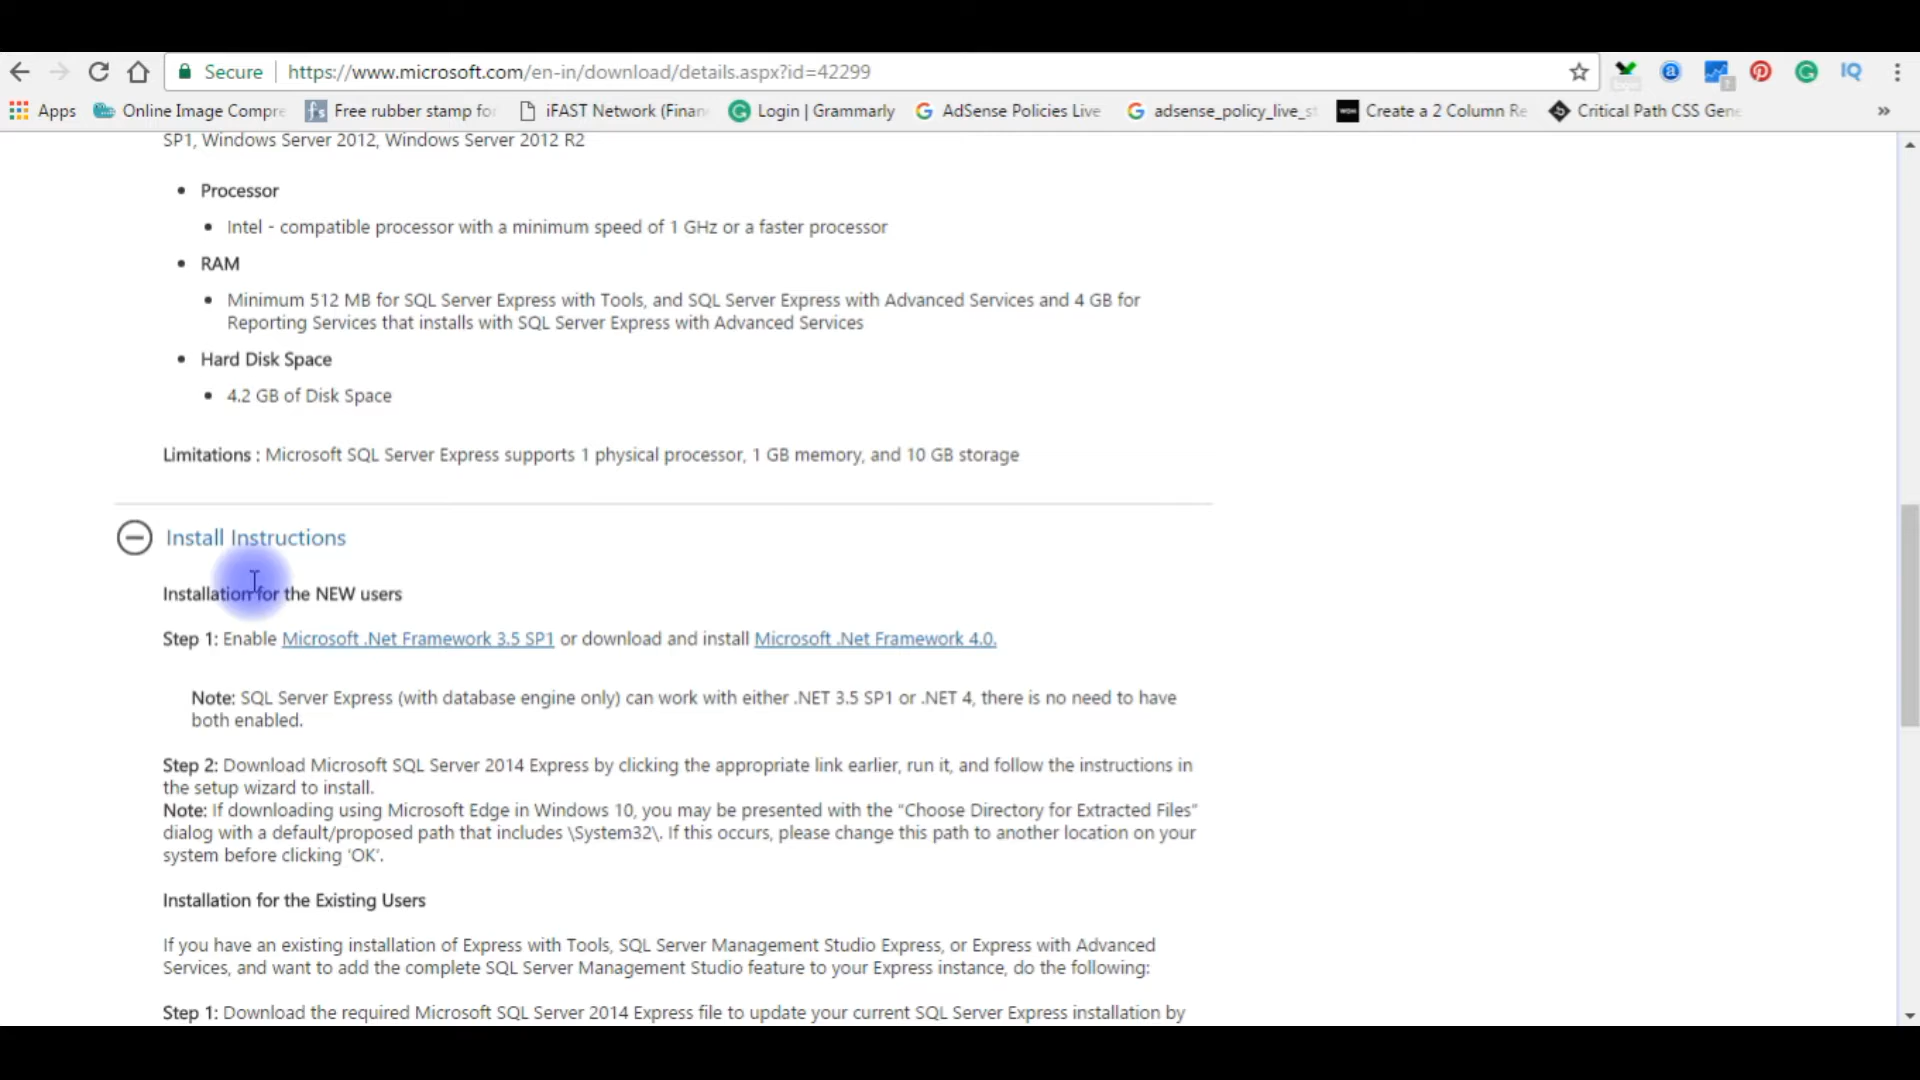 Secure https://www.microsoft.com/en-in/download/details.aspx?id=42299
Apps Online Image Compre Free rubber stamp for iFAST Network (Finan Login | Grammarly AdSense Policies Live adsense_policy_live_st Create a 2 Column Re Critical Path CSS Gene »
SP1, Windows Server 2012, Windows Server 2012 R2
• Processor
• Intel - compatible processor with a minimum speed of 1 GHz or a faster processor
• RAM
• Minimum 512 MB for SQL Server Express with Tools, and SQL Server Express with Advanced Services and 4 GB for
Reporting Services that installs with SQL Server Express with Advanced Services
• Hard Disk Space
• 4.2 GB of Disk Space
Limitations : Microsoft SQL Server Express supports 1 physical processor, 1 GB memory, and 10 GB storage
Install Instructions
Installation for the NEW users
Step 1: Enable Microsoft .Net Framework 3.5 SP1 or download and install Microsoft .Net Framework 4.0.
Note: SQL Server Express (with database engine only) can work with either .NET 3.5 SP1 or .NET 4, there is no need to have
both enabled.
Step 2: Download Microsoft SQL Server 2014 Express by clicking the appropriate link earlier, run it, and follow the instructions in
the setup wizard to install.
Note: If downloading using Microsoft Edge in Windows 10, you may be presented with the “Choose Directory for Extracted Files”
dialog with a default/proposed path that includes \System32\. If this occurs, please change this path to another location on your
system before clicking ‘OK’.
Installation for the Existing Users
If you have an existing installation of Express with Tools, SQL Server Management Studio Express, or Express with Advanced
Services, and want to add the complete SQL Server Management Studio feature to your Express instance, do the following:
Step 1: Download the required Microsoft SQL Server 2014 Express file to update your current SQL Server Express installation by